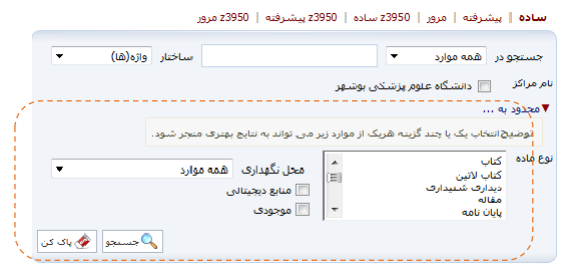 ساده | پیشرفته | مرور | z3950 ساده | z3950 پیشرفته | z3950 مرور
جستجو در همه موارد ساختار واژه(ها)
نام مراکز دانشگاه علوم پزشکی بوشهر
▼محدود به ...
توضیح:انتخاب یک یا چند گزینه هریک از موارد زیر می تواند به نتایج بهتری منجر شود.
نوع ماده
کتاب
کتاب لاتین
دیداری شنیداری
مقاله
پایان نامه
محل نگهداری همه موارد
منابع دیجیتالی
موجودی
جستجو پاک کن